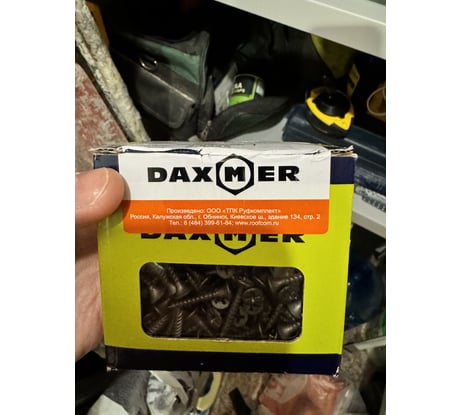 DAXMER
Произведено: ООО "ТПК Руфкомплект"
Россия, Калужская обл., г. Обнинск, Киевское ш., здание 134, стр. 2
Тел.: 8 (484) 399-61-84; www.roofcom.ru
DAXMER